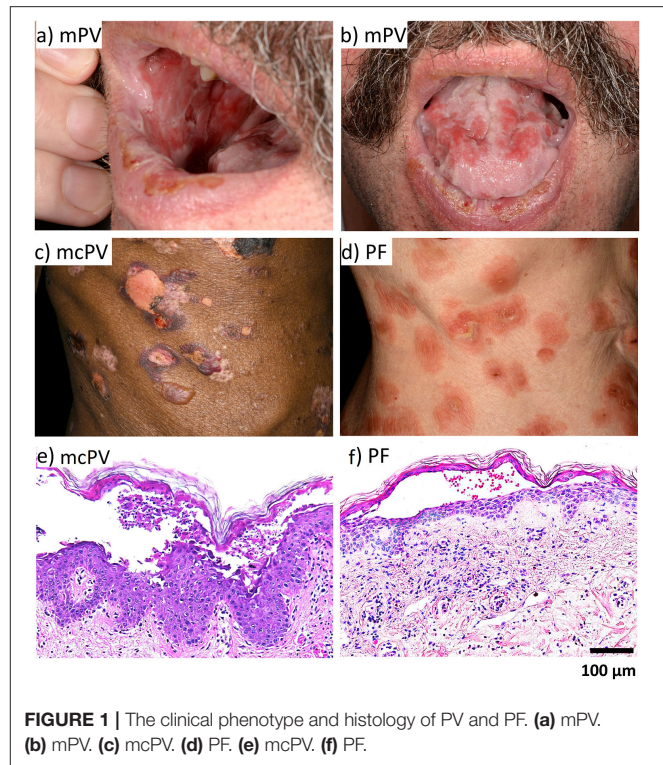 a) mPV
b) mPV
c) mcPV
d) PF
e) mcPV
f) PF
100 µm
FIGURE 1 | The clinical phenotype and histology of PV and PF. (a) mPV.
(b) mPV. (c) mcPV. (d) PF. (e) mcPV. (f) PF.